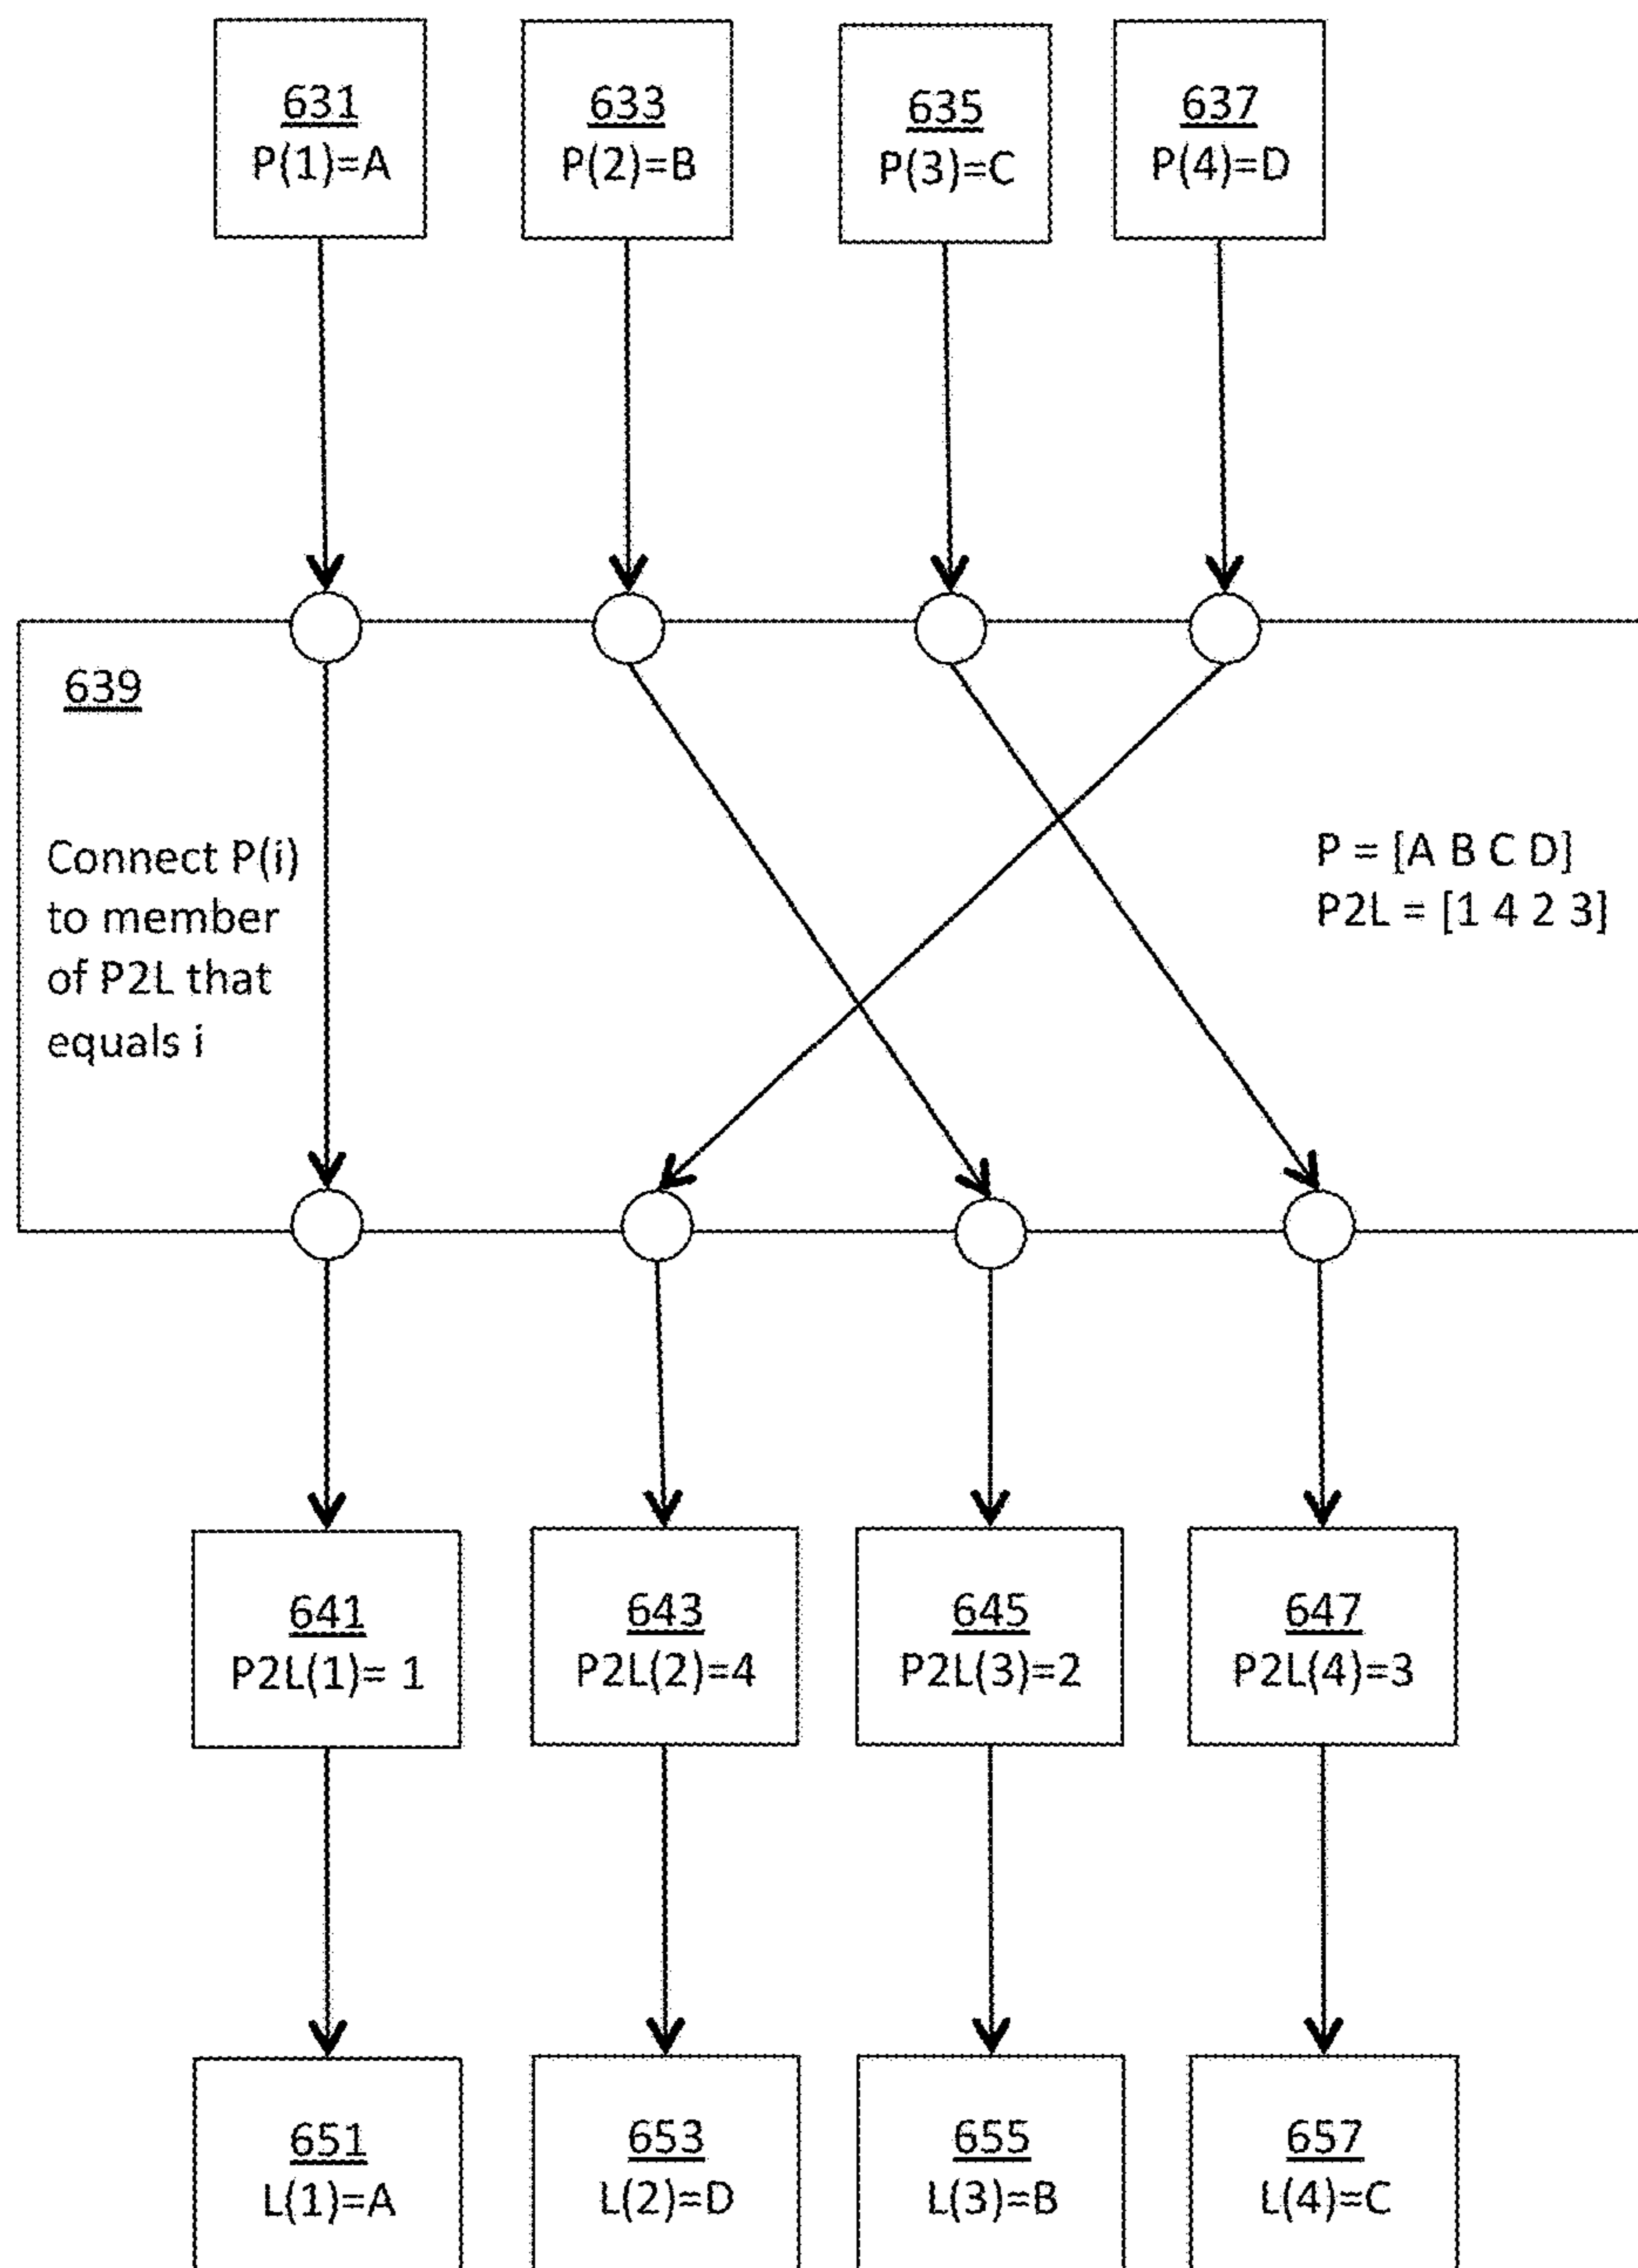 631
P(1)=A
633
P(2)=B
635
P(3)=C
637
P(4)=D
639
Connect P(i)
to member
of P2L that
equals i
P = [A B C D]
P2L = [1 4 2 3]
641
P2L(1)= 1
643
P2L(2)=4
645
P2L(3)=2
647
P2L(4)=3
651
L(1)=A
653
L(2)=D
655
L(3)=B
657
L(4)=C